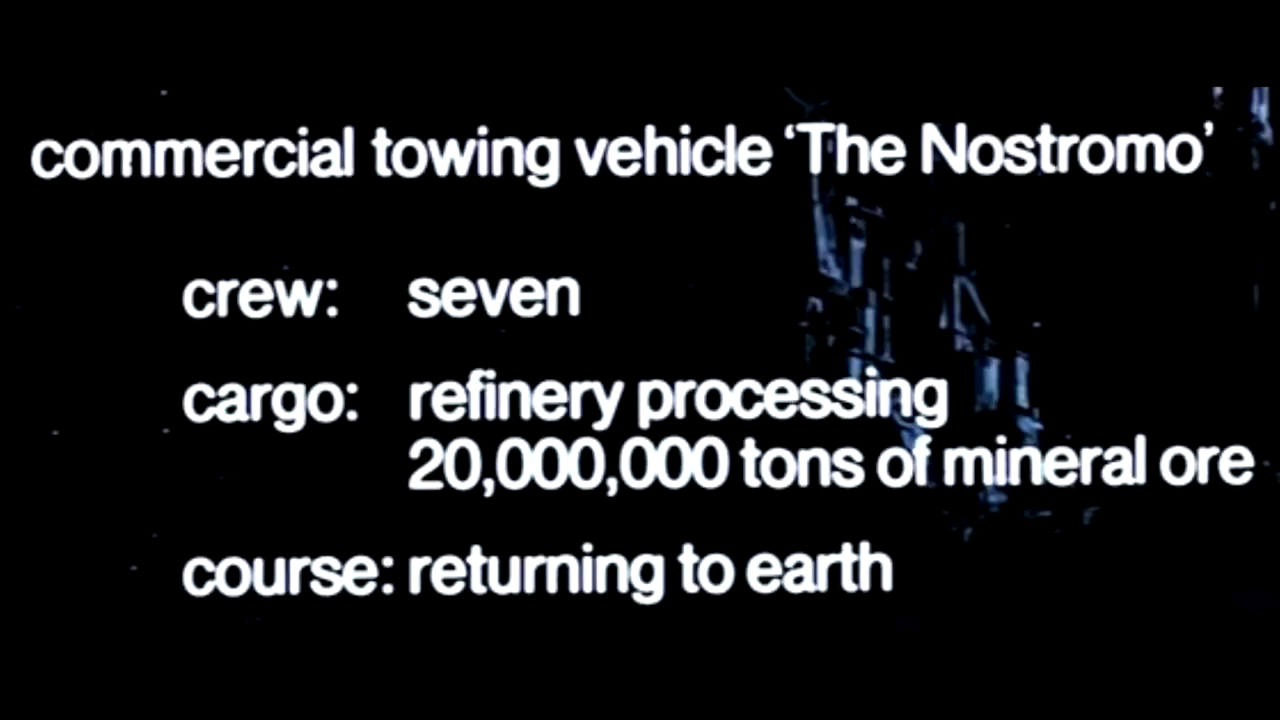 commercial towing vehicle ‘The Nostromo’
crew: seven
cargo: refinery processing
20,000,000 tons of mineral ore
course: returning to earth